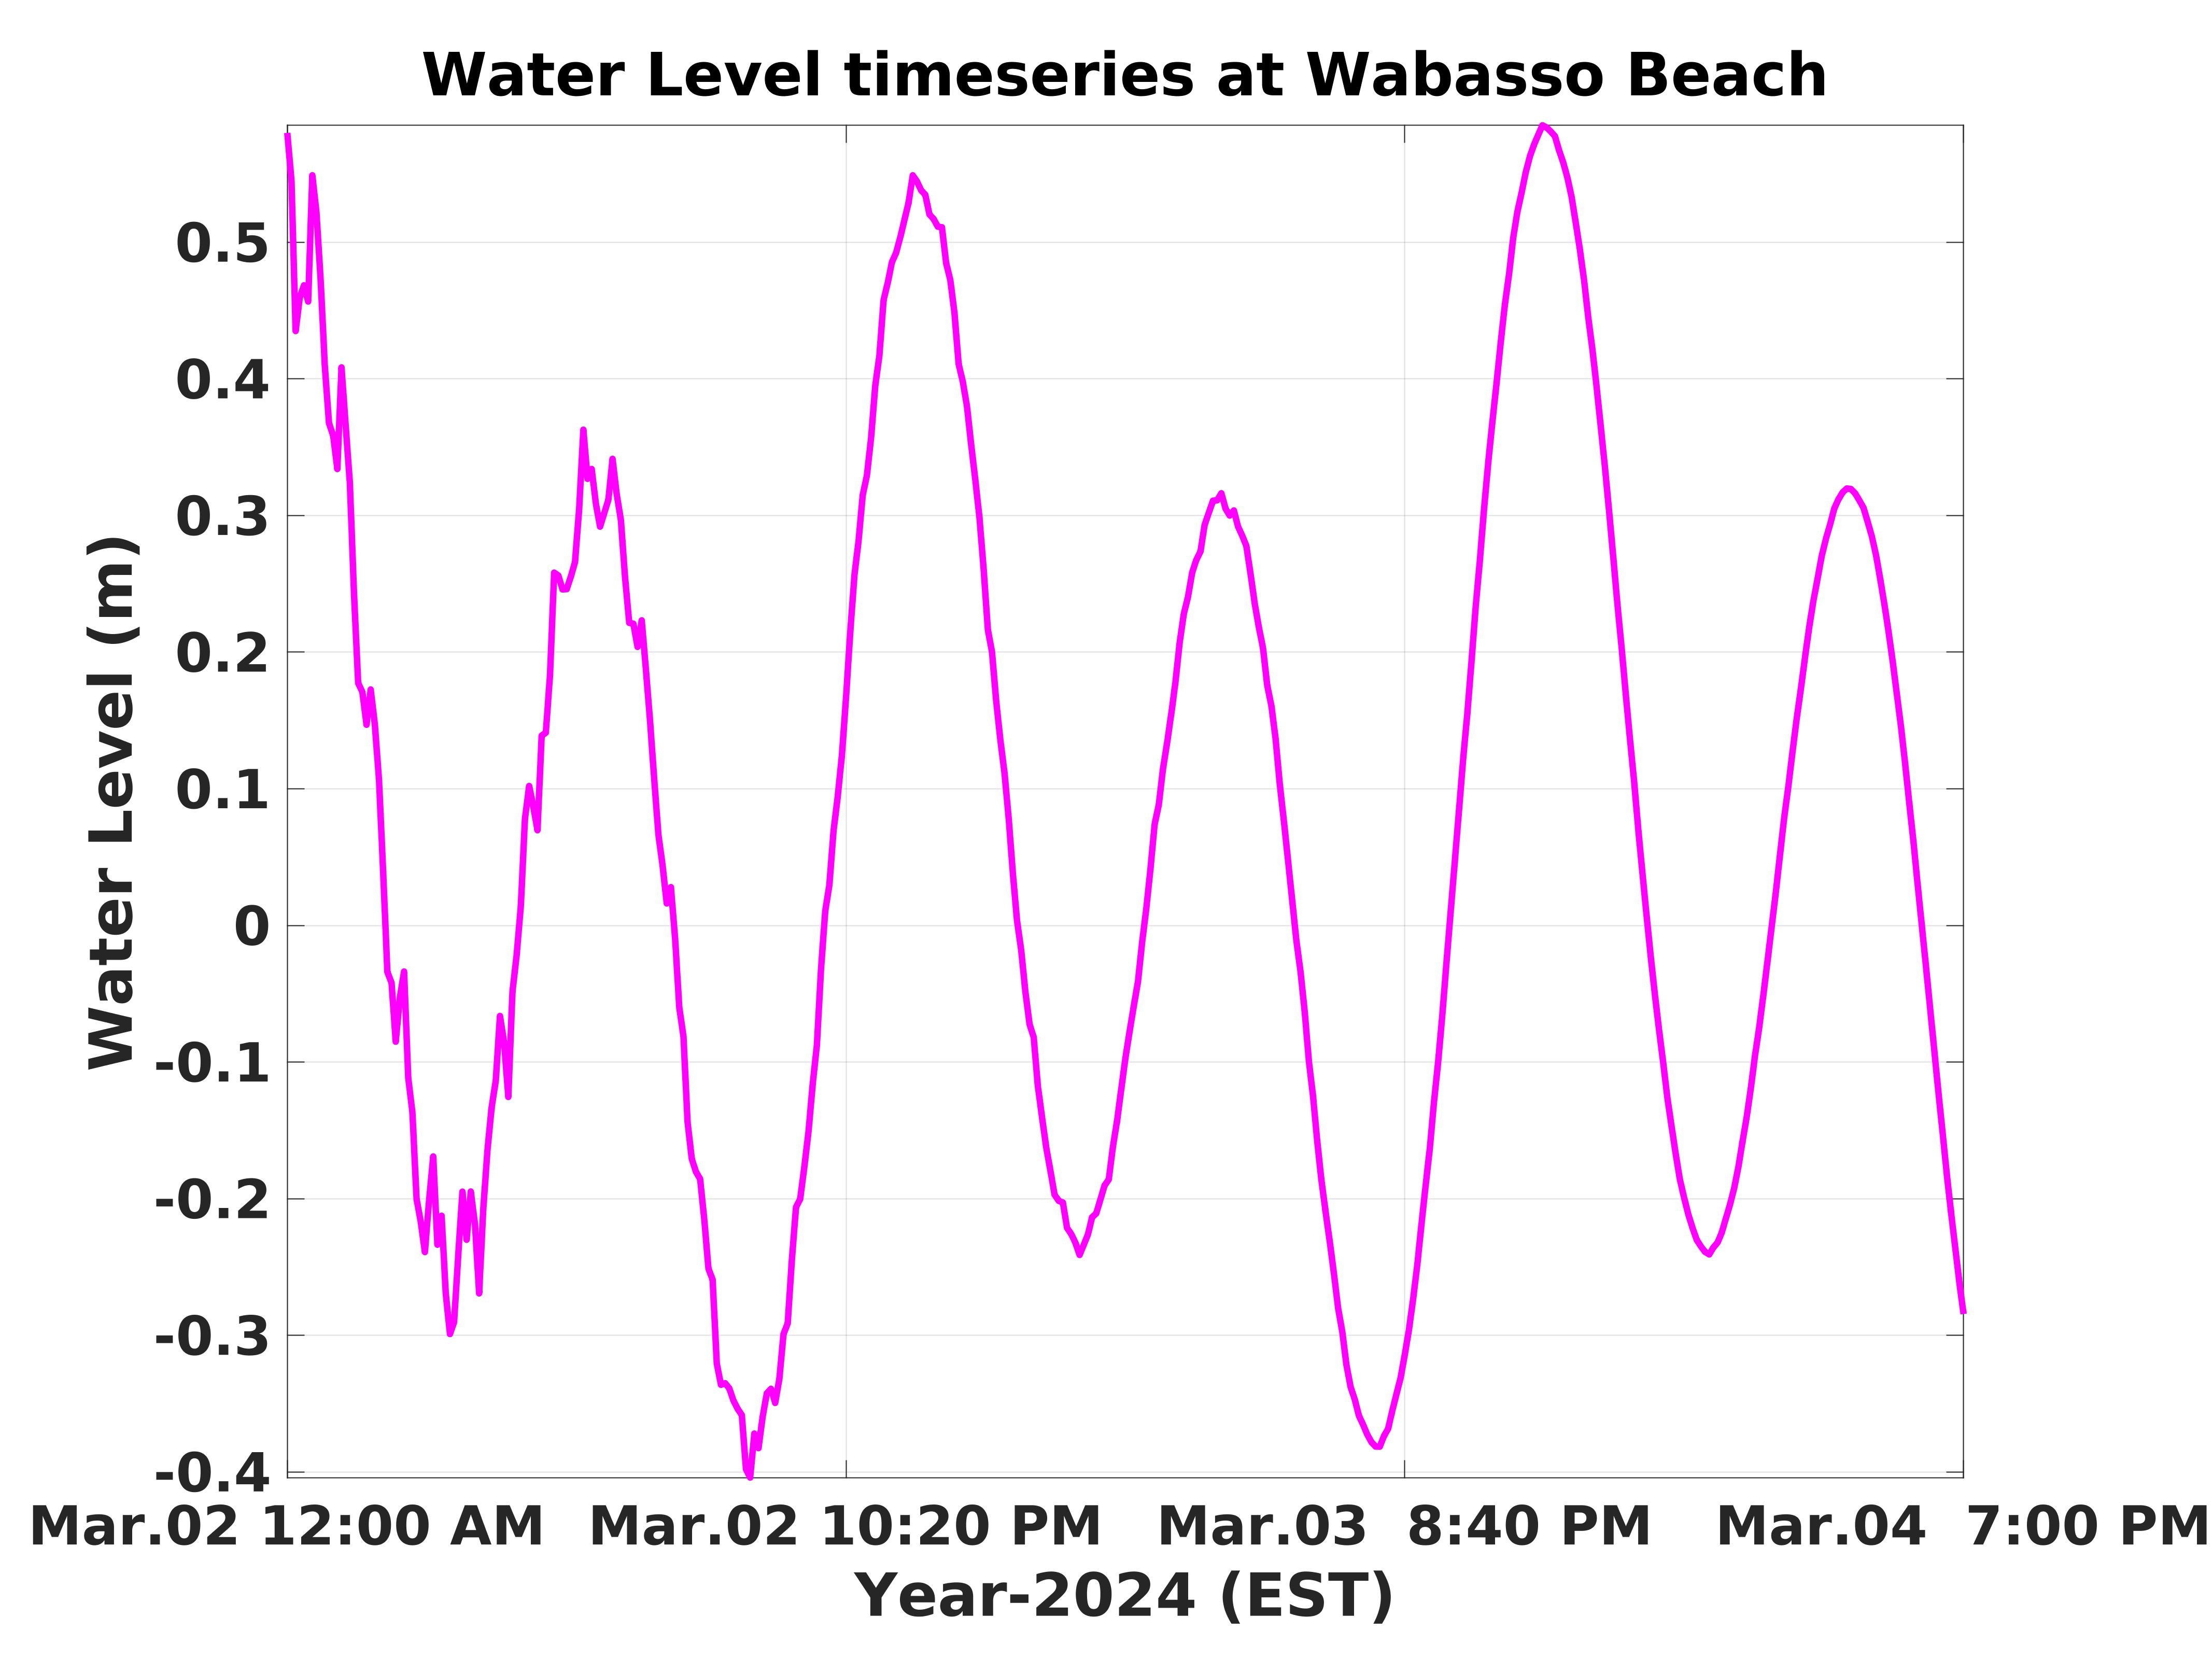 Water Level timeseries at Wabasso Beach
Water Level (m)
0.5
0.4
0.3
0.2
0.1
0
-0.1
-0.2
-0.3
-0.4
Mar.02 12:00 AM Mar.02 10:20 PM Mar.03 8:40 PM Mar.04 7:00 PM
Year-2024 (EST)